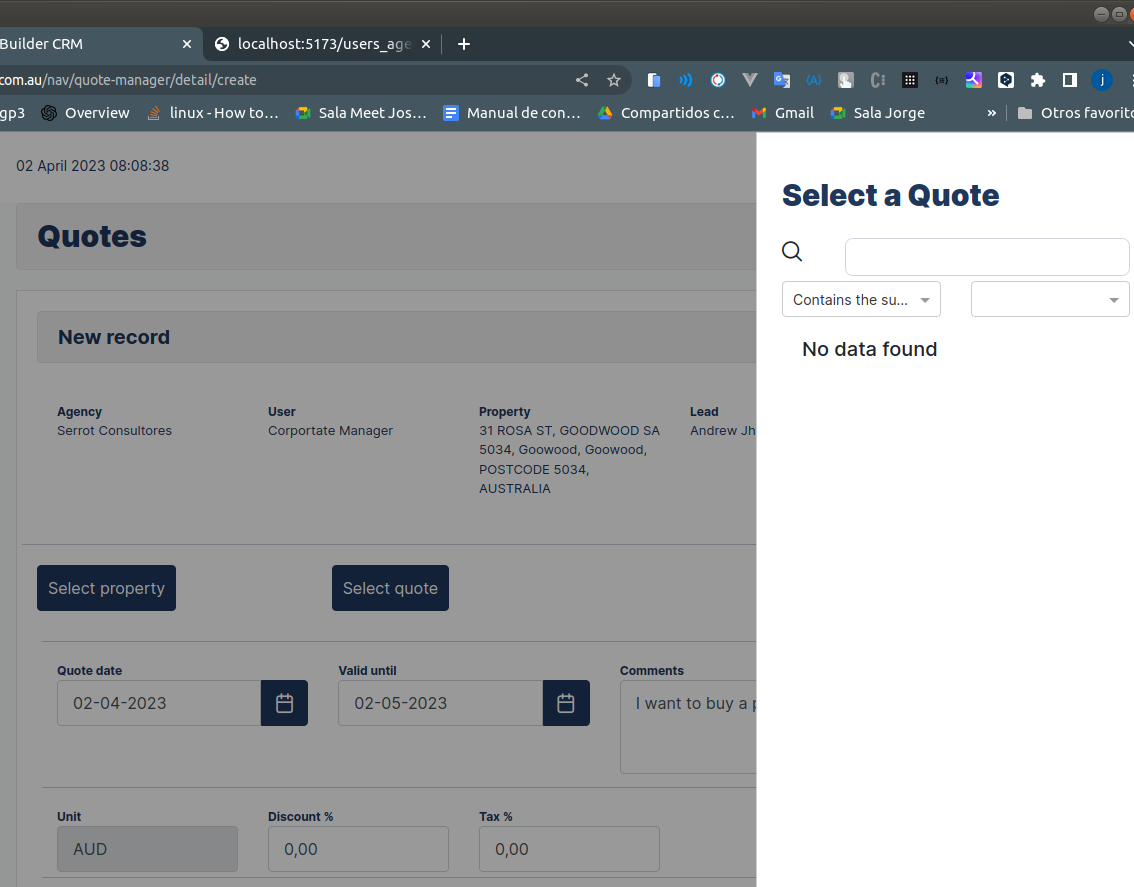 Builder CRM
localhost:5173/users_age
com.au/nav/quote-manager/detail/create
gp3
Overview
linux - How to…
Sala Meet Jos…
Manual de con…
Compartidos c…
Gmail
Sala Jorge
»
Otros favorito
02 April 2023 08:08:38
Quotes
New record
Agency
Serrot Consultores
User
Corportate Manager
Property
31 ROSA ST, GOODWOOD SA
5034, Goowood, Goowood,
POSTCODE 5034,
AUSTRALIA
Lead
Andrew Jh
Select property
Select quote
Quote date
02-04-2023
Valid until
02-05-2023
Comments
I want to buy a p
Unit
AUD
Discount %
0,00
Tax %
0,00
Select a Quote
Contains the su...
No data found